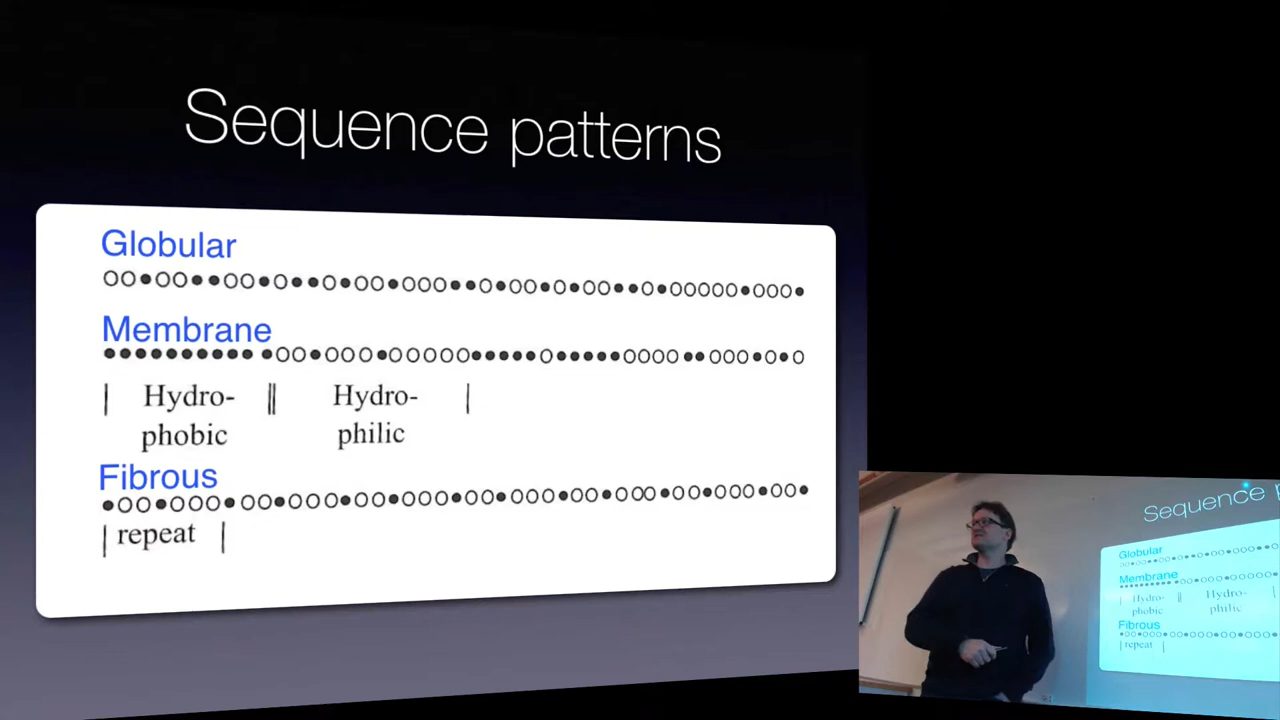 Sequence patterns
Globular
Membrane
| Hydro- || Hydro- |
phobic philic
Fibrous
| repeat |
Sequence p
Globular
Membrane
| Hydro- || Hydro- |
phobic philic
Fibrous
| repeat |